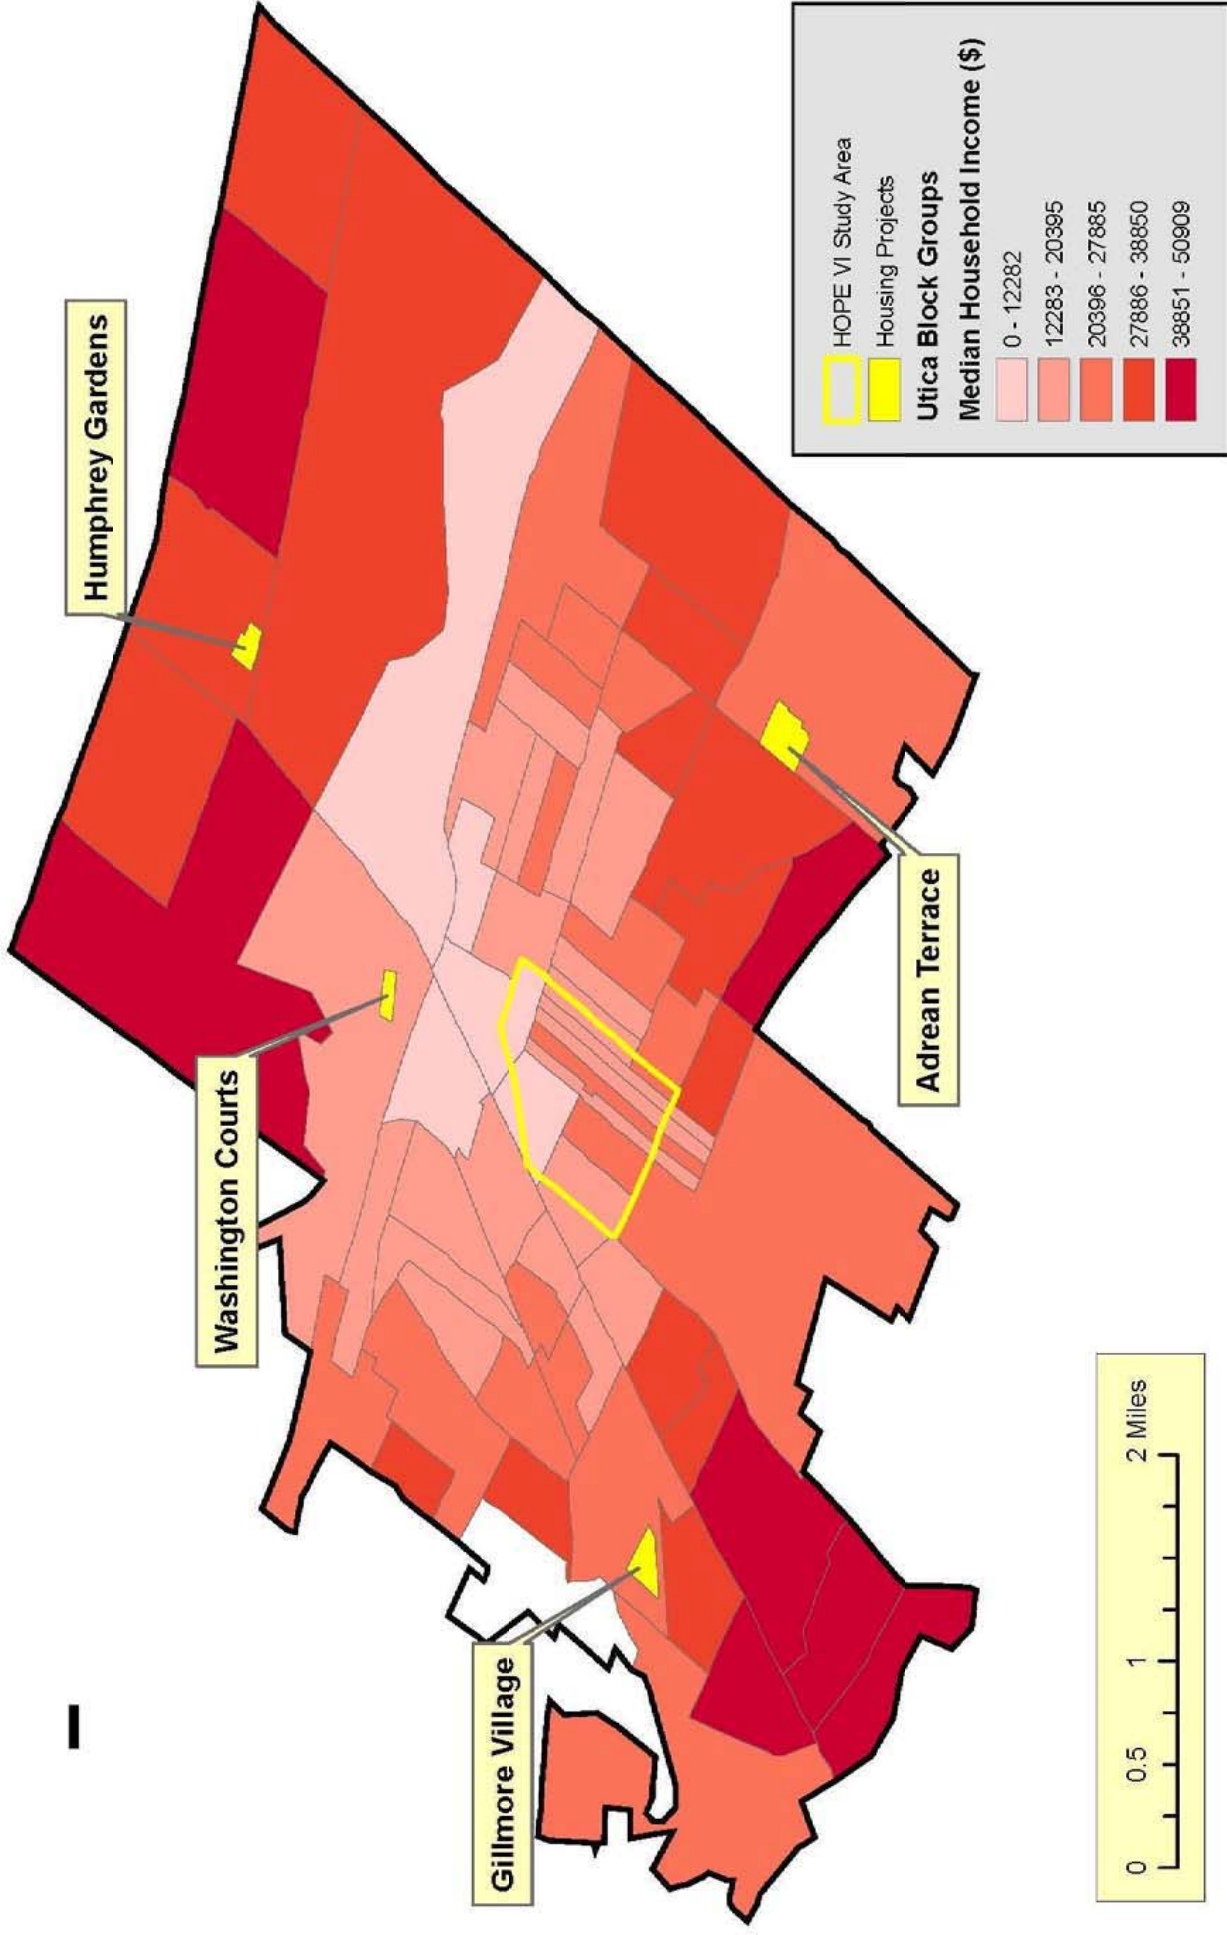 Humphrey Gardens
Washington Courts
Gillmore Village
Adrean Terrace
HOPE VI Study Area
Housing Projects
Utica Block Groups
Median Household Income ($)
0 - 12282
12283 - 20395
20396 - 27885
27886 - 38850
38851 - 50909
0 0.5 1 2 Miles